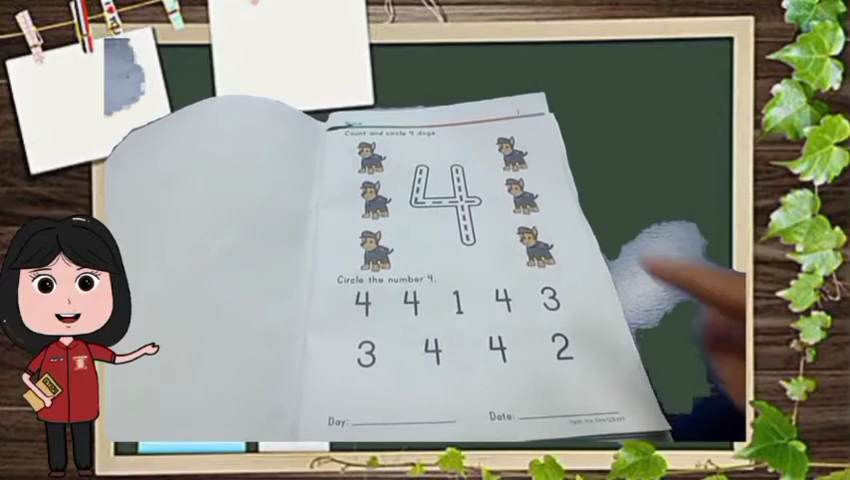 Count and circle 4 dogs
4
Circle the number 4.
4 4 1 4 3
3 4 4 2
Day: Date: